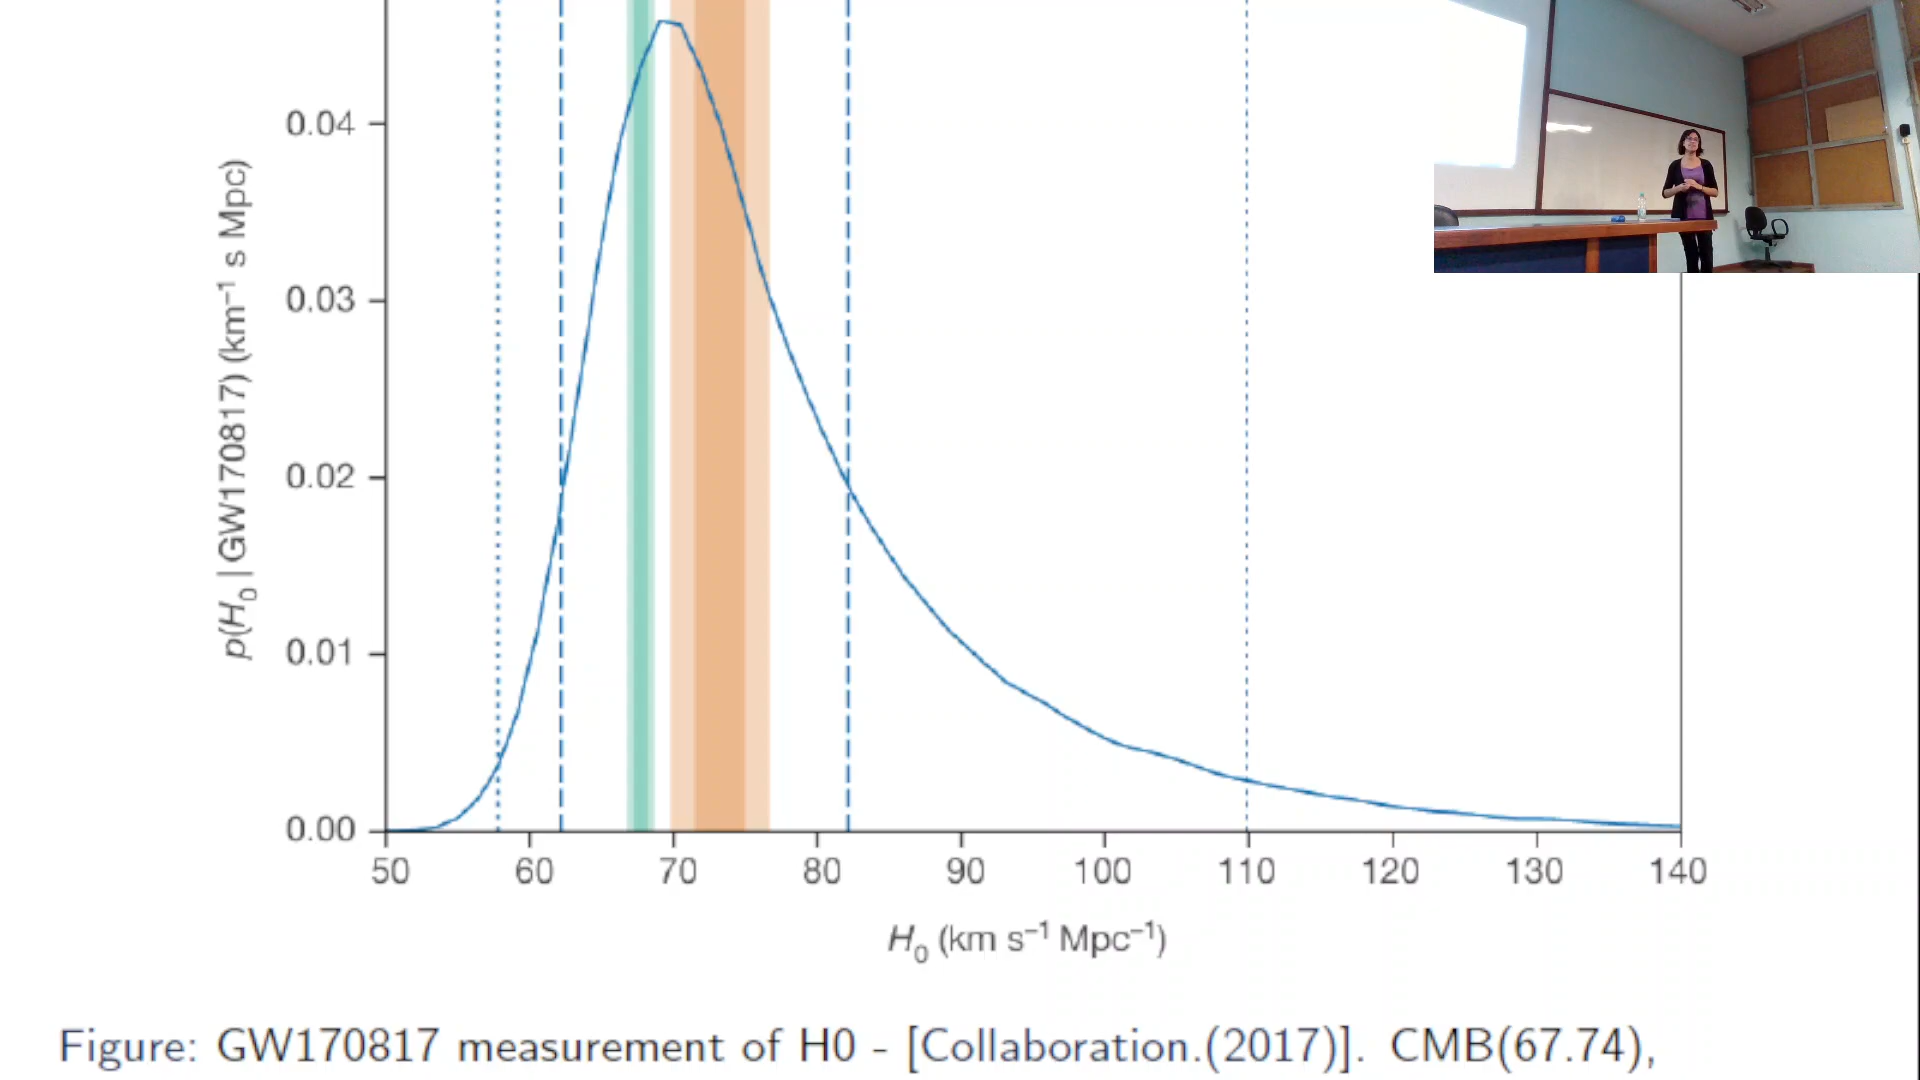 0.04
0.03
0.02
0.01
0.00
p(H₀ | GW170817) (km⁻¹ s Mpc)
50 60 70 80 90 100 110 120 130 140
H₀ (km s⁻¹ Mpc⁻¹)
Figure: GW170817 measurement of H0 - [Collaboration.(2017)]. CMB(67.74),